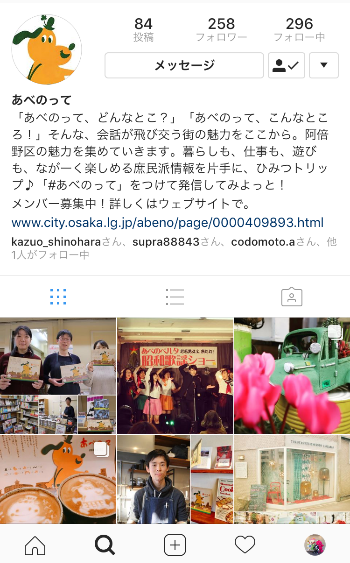 84
258
296
投稿
フォロワー
フォロー中
メッセージ
あべのって
「あべのって、どんなとこ？」「あべのって、こんなとこ
ろ！」そんな、会話が飛び交う街の魅力をここから。阿倍
野区の魅力を集めていきます。暮らしも、仕事も、遊び
も、ながーく楽しめる庶民派情報を片手に、ひみつトリッ
プ♪「#あべのって」をつけて発信してみよっと！
メンバー募集中！詳しくはウェブサイトで。
www.city.osaka.lg.jp/abeno/page/0000409893.html
kazuo_shinoharaさん、supra88843さん、codomoto.aさん、他
1人がフォロー中
昭和歌謡ショー